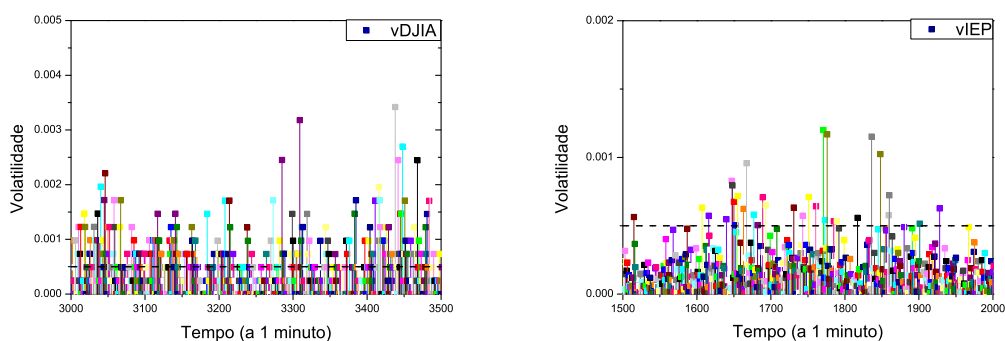 vDJIA
0.005
0.004
0.003
0.002
0.001
0.000
3000 3100 3200 3300 3400 3500
Volatilidade
Tempo (a 1 minuto)
vIEP
0.002
0.001
0.000
1500 1600 1700 1800 1900 2000
Volatilidade
Tempo (a 1 minuto)